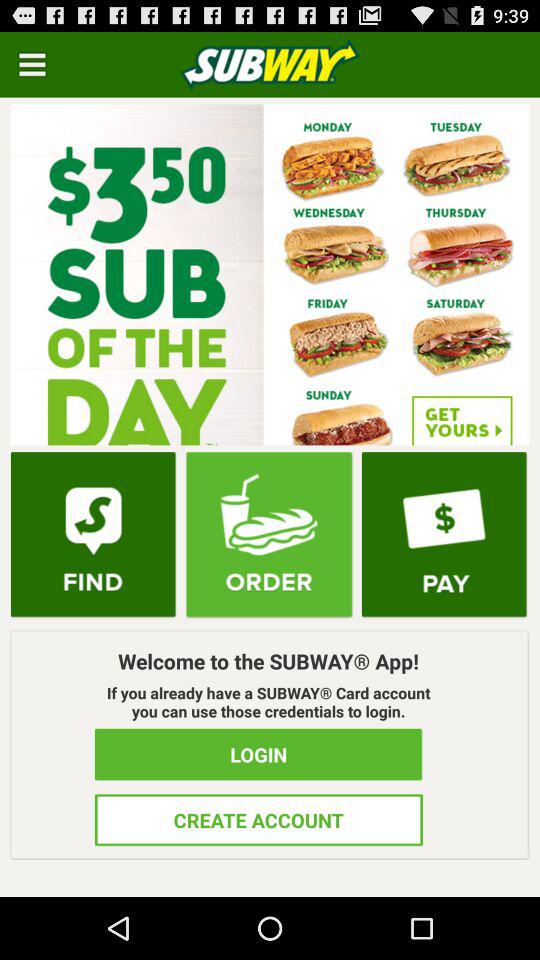 9:39
SUBWAY
$3.50
SUB
OF THE
DAY
MONDAY
TUESDAY
WEDNESDAY
THURSDAY
FRIDAY
SATURDAY
SUNDAY
GET
YOURS
FIND
ORDER
$
PAY
Welcome to the SUBWAY® App!
If you already have a SUBWAY® Card account
you can use those credentials to login.
LOGIN
CREATE ACCOUNT